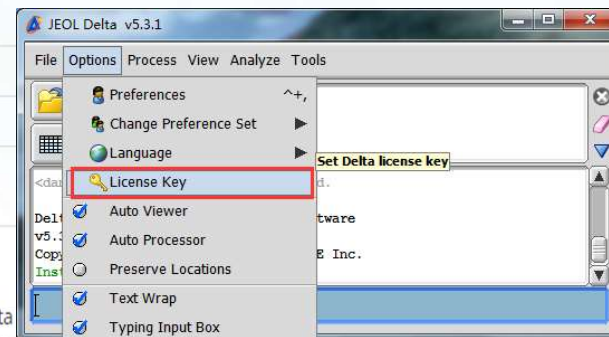 JEOL Delta v5.3.1
File Options Process View Analyze Tools
Preferences ^+,
Change Preference Set
Language
Set Delta license key
License Key
d.
Auto Viewer
Delt tware
Auto Processor
v5.3
Copy E Inc.
Preserve Locations
Inst
Text Wrap
ta
Typing Input Box